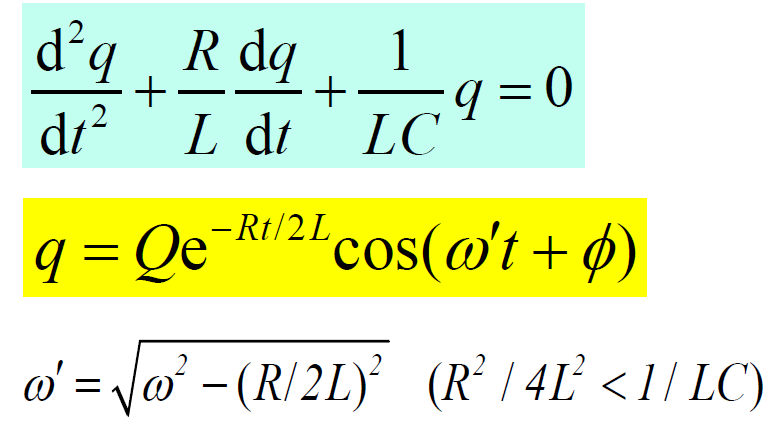 d²q/dt² + R/L dq/dt + 1/LC q = 0
q = Qe^{−Rt/2L}cos(ω′t + ϕ)
ω′ = √(ω² − (R/2L)²) (R² / 4L² < 1/ LC)